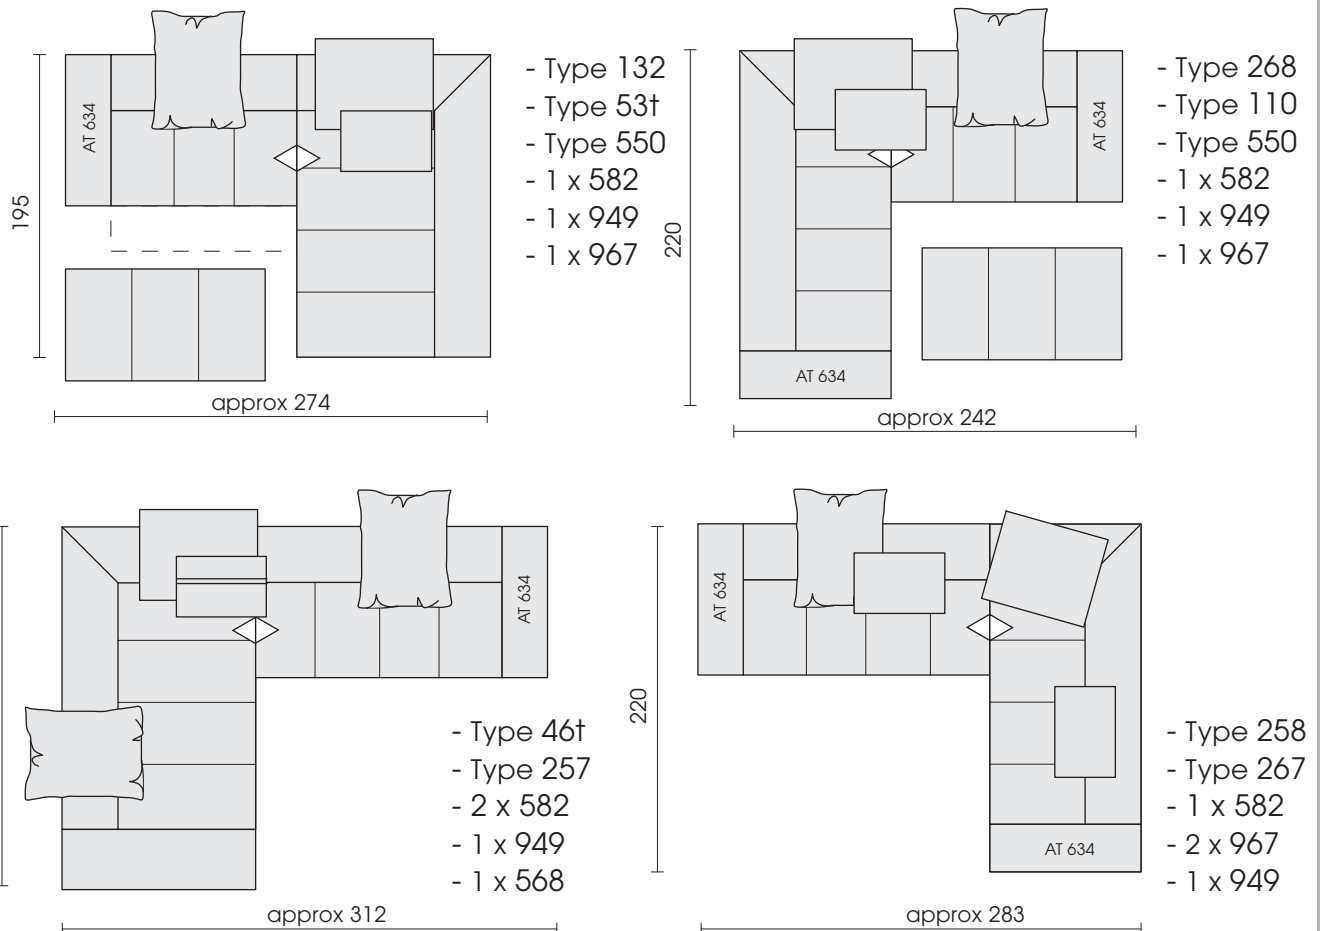 AT 634
195
approx 274
- Type 132
- Type 53t
- Type 550
- 1 x 582
- 1 x 949
- 1 x 967
220
AT 634
AT 634
approx 242
- Type 268
- Type 110
- Type 550
- 1 x 582
- 1 x 949
- 1 x 967
AT 634
- Type 46t
- Type 257
- 2 x 582
- 1 x 949
- 1 x 568
approx 312
AT 634
220
AT 634
- Type 258
- Type 267
- 1 x 582
- 2 x 967
- 1 x 949
approx 283